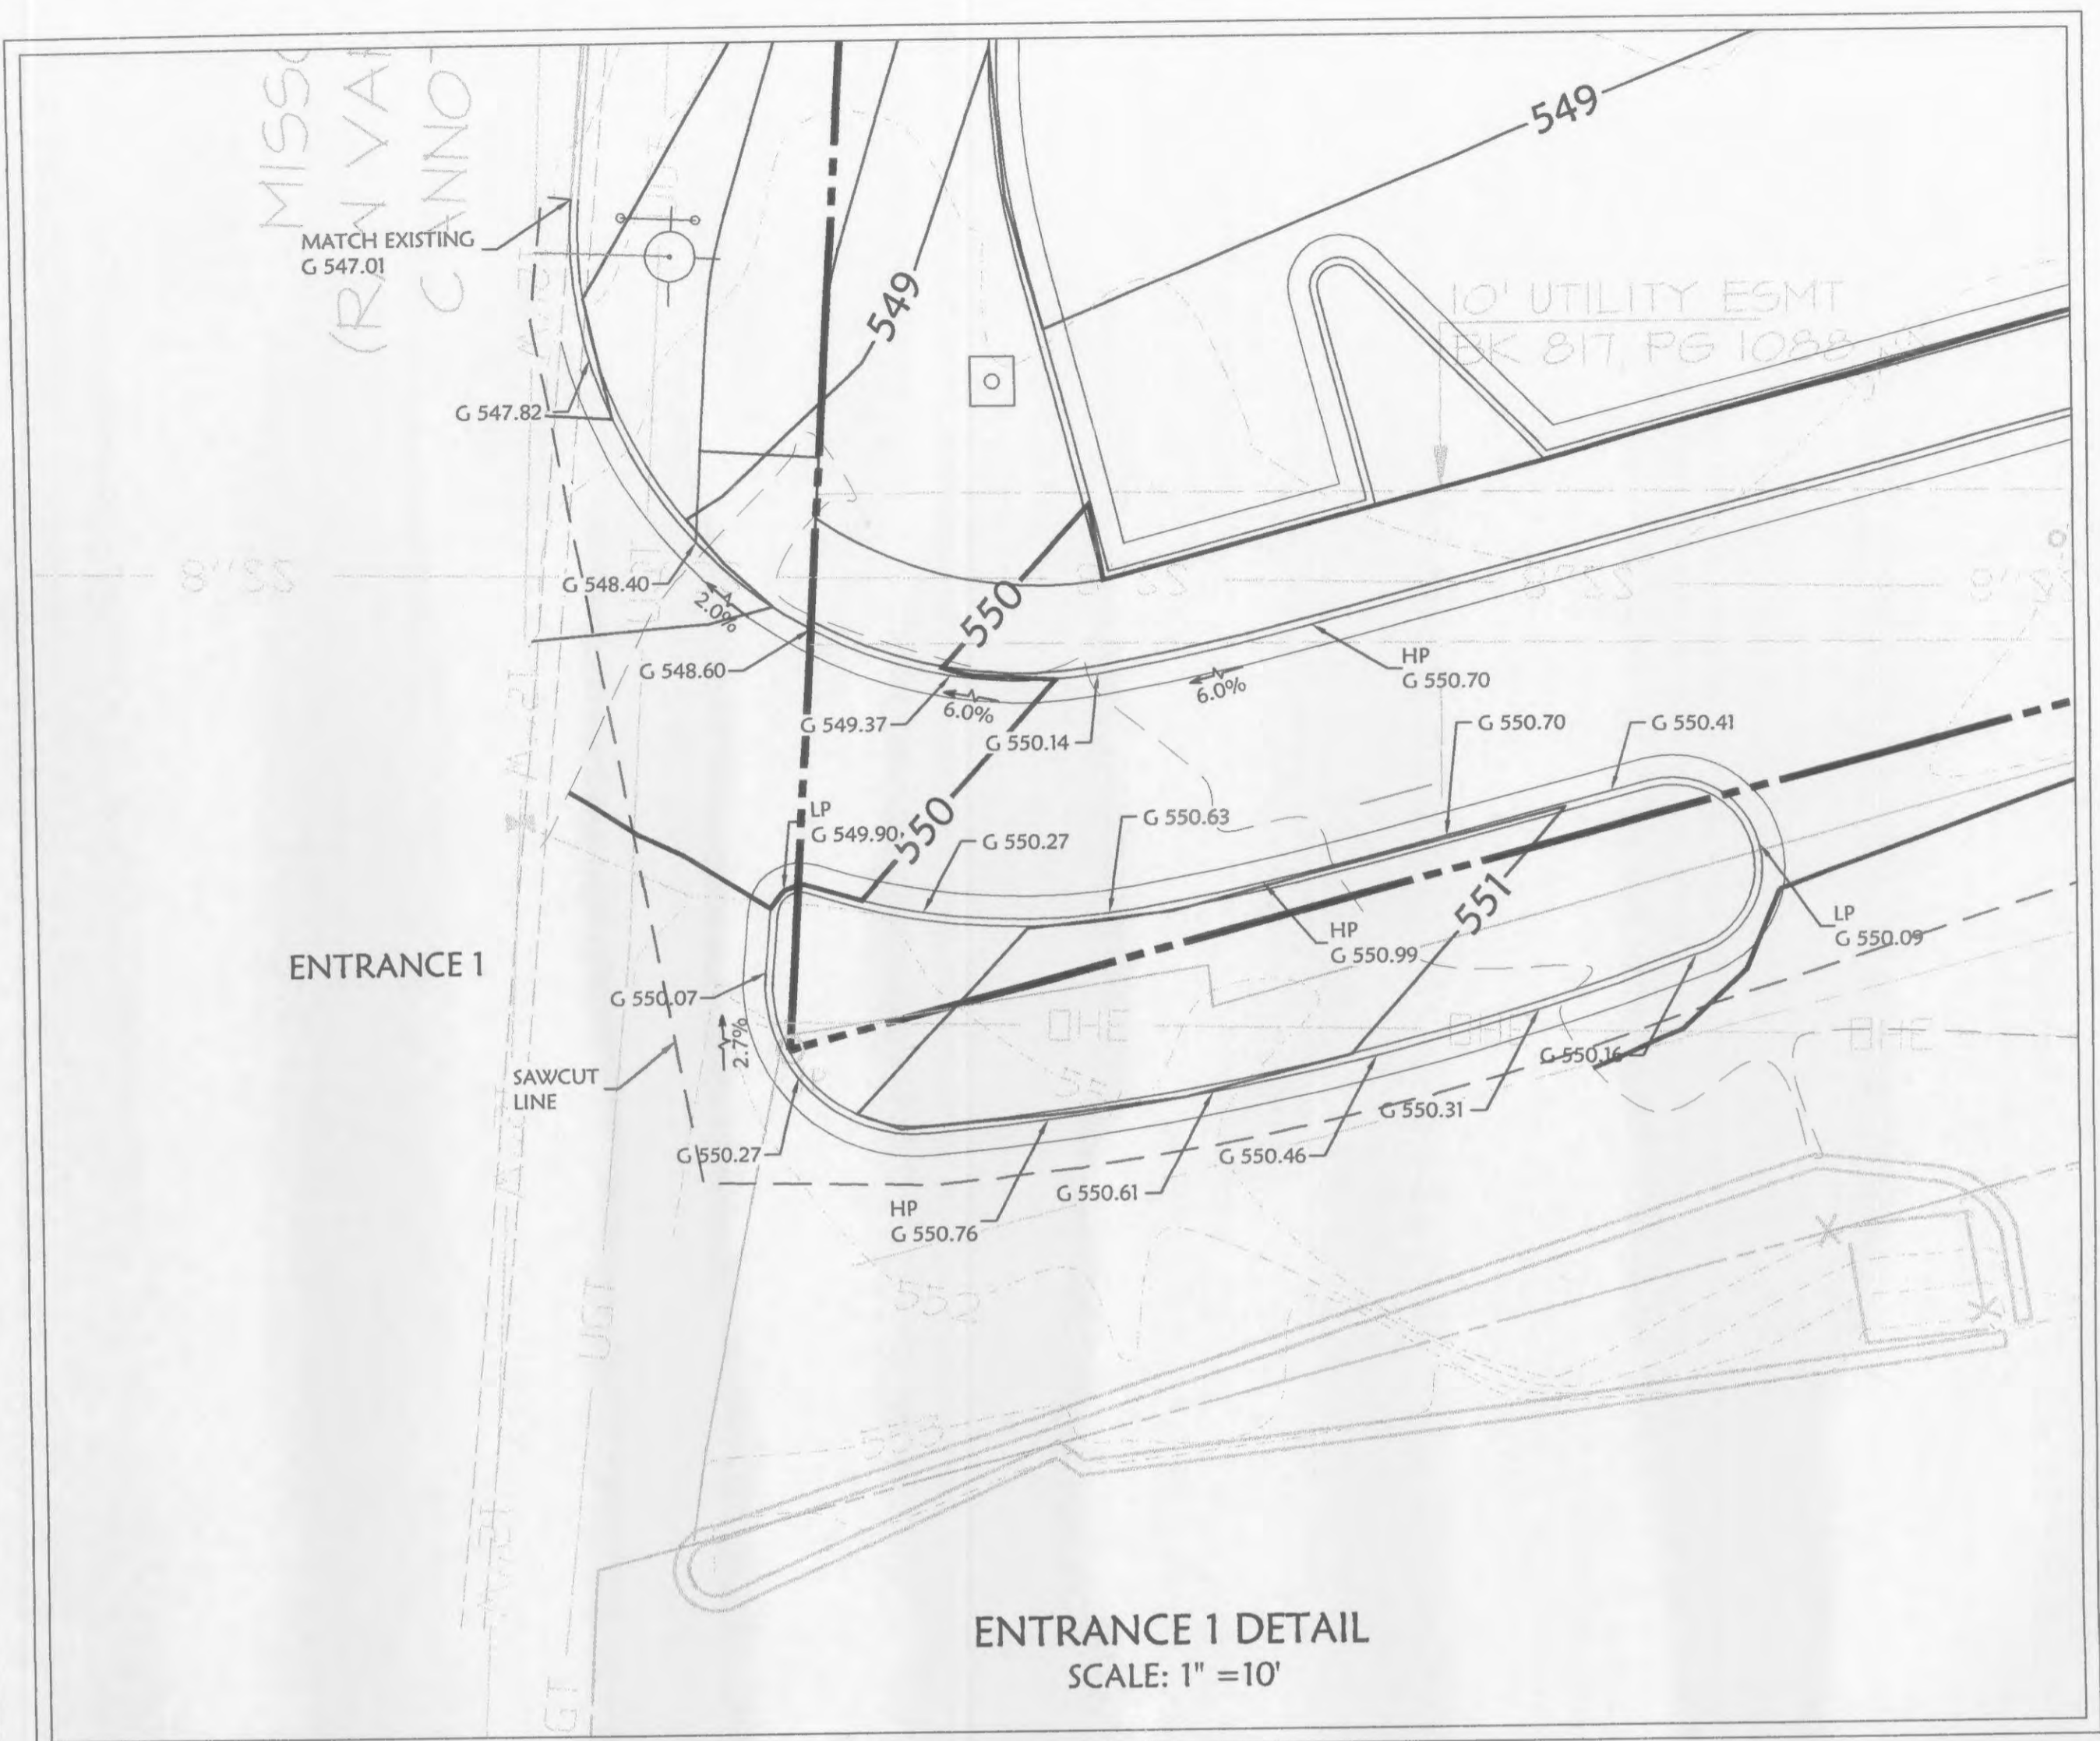 549
10' UTILITY ESMT
BK 817, PG 1088
MATCH EXISTING
G 547.01
549
G 547.82
8"SS
8"SS
G 548.40
2.0%
550
G 548.60
HP
G 550.70
6.0%
6.0%
G 549.37
G 550.14
G 550.70
G 550.41
LP
G 549.90
550
G 550.27
G 550.63
551
HP
G 550.99
LP
G 550.09
ENTRANCE 1
G 550.07
2.7%
OHE
OHE
OHE
SAWCUT
LINE
G 550.16
G 550.31
G 550.27
G 550.46
G 550.61
HP
G 550.76
552
UGT
553
ENTRANCE 1 DETAIL
SCALE: 1" =10'